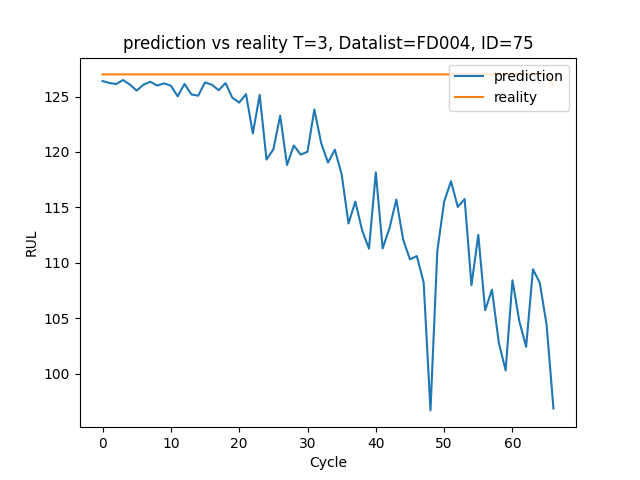 prediction vs reality T=3, Datalist=FD004, ID=75
prediction
reality
125
120
115
110
105
100
RUL
0 10 20 30 40 50 60
Cycle